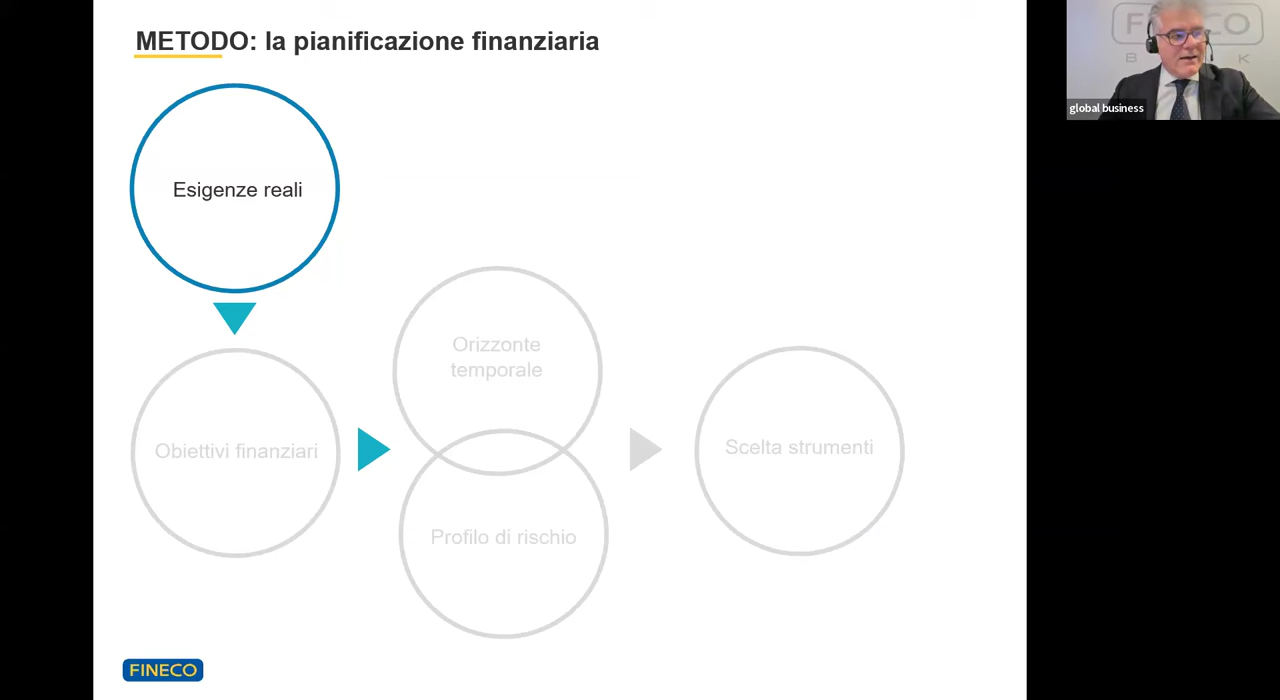 METODO: la pianificazione finanziaria
Esigenze reali
Orizzonte
temporale
Obiettivi finanziari
Scelta strumenti
Profilo di rischio
FINECO
global business